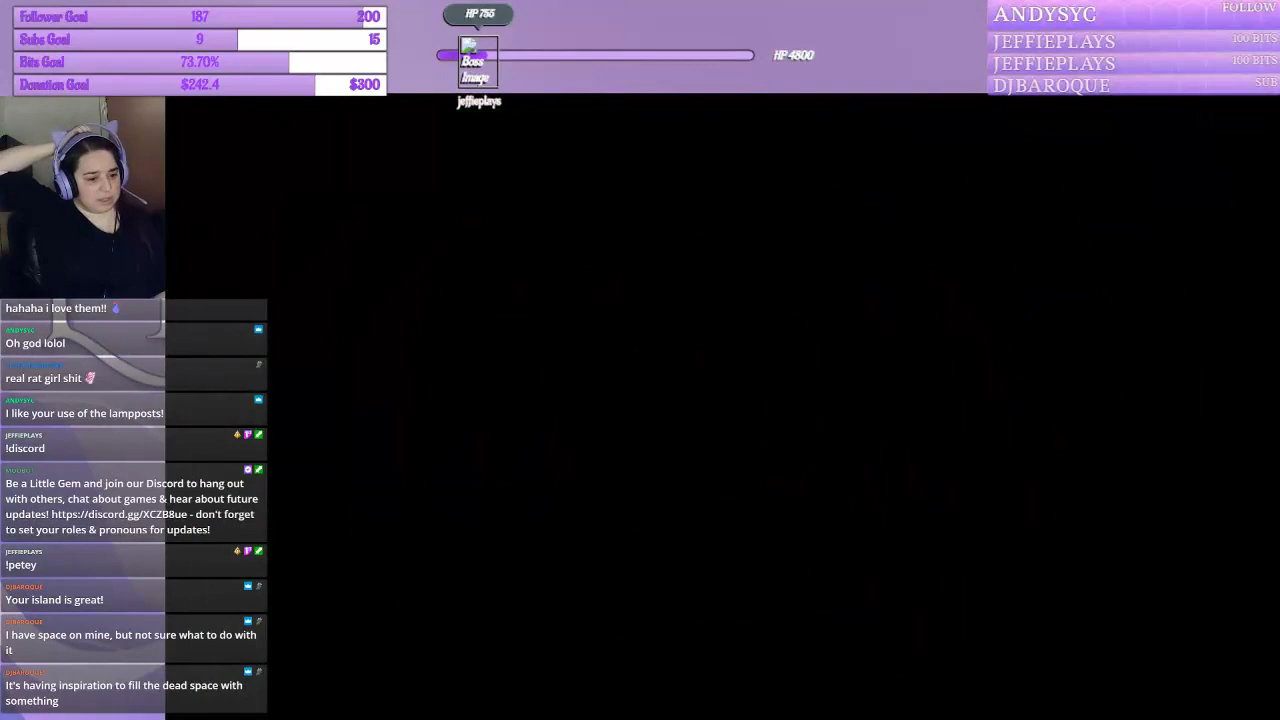 Follower Goal 187 200
Subs Goal 9 15
Bits Goal 73.70%
Donation Goal $242.4 $300
HP 755
Boss
Image
HP 4800
jeffieplays
ANDYSYC FOLLOW
JEFFIEPLAYS 100 BITS
JEFFIEPLAYS 100 BITS
DJBAROQUE SUB
hahaha i love them!!
ANDYSYC
Oh god lolol
real rat girl shit
ANDYSYC
I like your use of the lampposts!
JEFFIEPLAYS
!discord
MOOBOT
Be a Little Gem and join our Discord to hang out
with others, chat about games & hear about future
updates! https://discord.gg/XCZB8ue - don't forget
to set your roles & pronouns for updates!
JEFFIEPLAYS
!petey
DJBAROQUE
Your island is great!
DJBAROQUE
I have space on mine, but not sure what to do with
it
DJBAROQUE
It's having inspiration to fill the dead space with
something